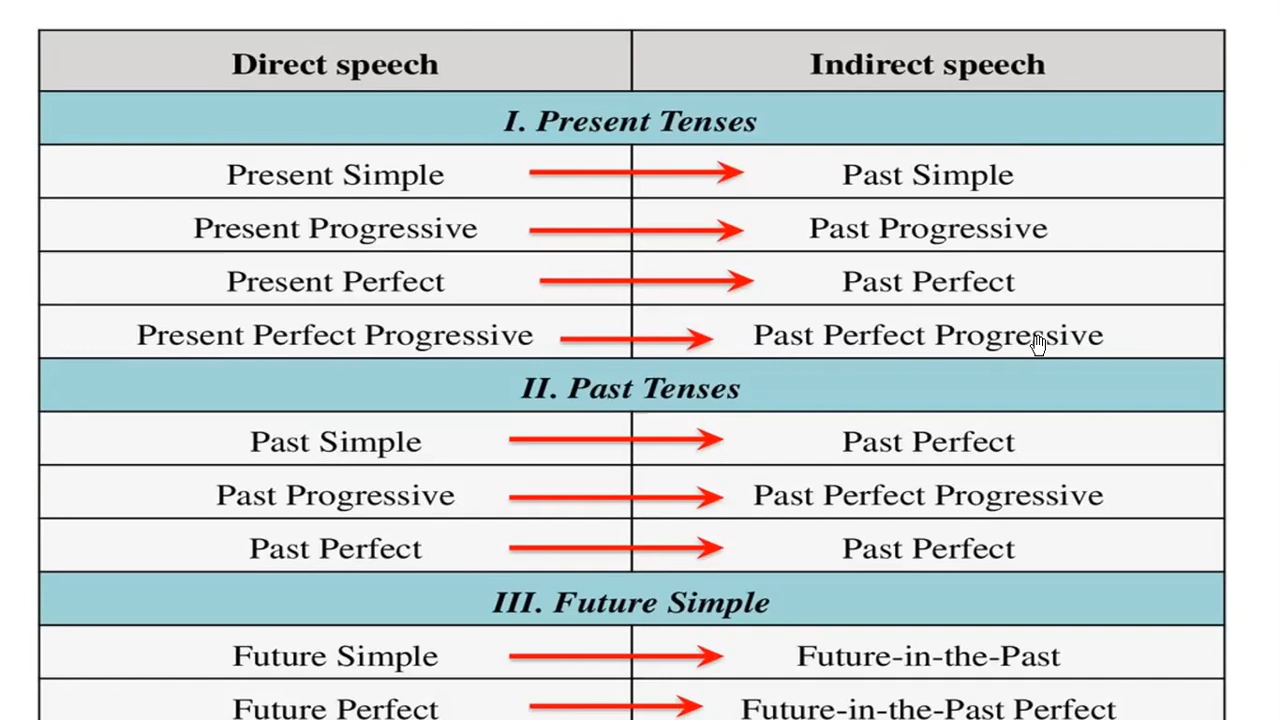 Direct speech Indirect speech
I. Present Tenses
Present Simple Past Simple
Present Progressive Past Progressive
Present Perfect Past Perfect
Present Perfect Progressive Past Perfect Progressive
II. Past Tenses
Past Simple Past Perfect
Past Progressive Past Perfect Progressive
Past Perfect Past Perfect
III. Future Simple
Future Simple Future-in-the-Past
Future Perfect Future-in-the-Past Perfect